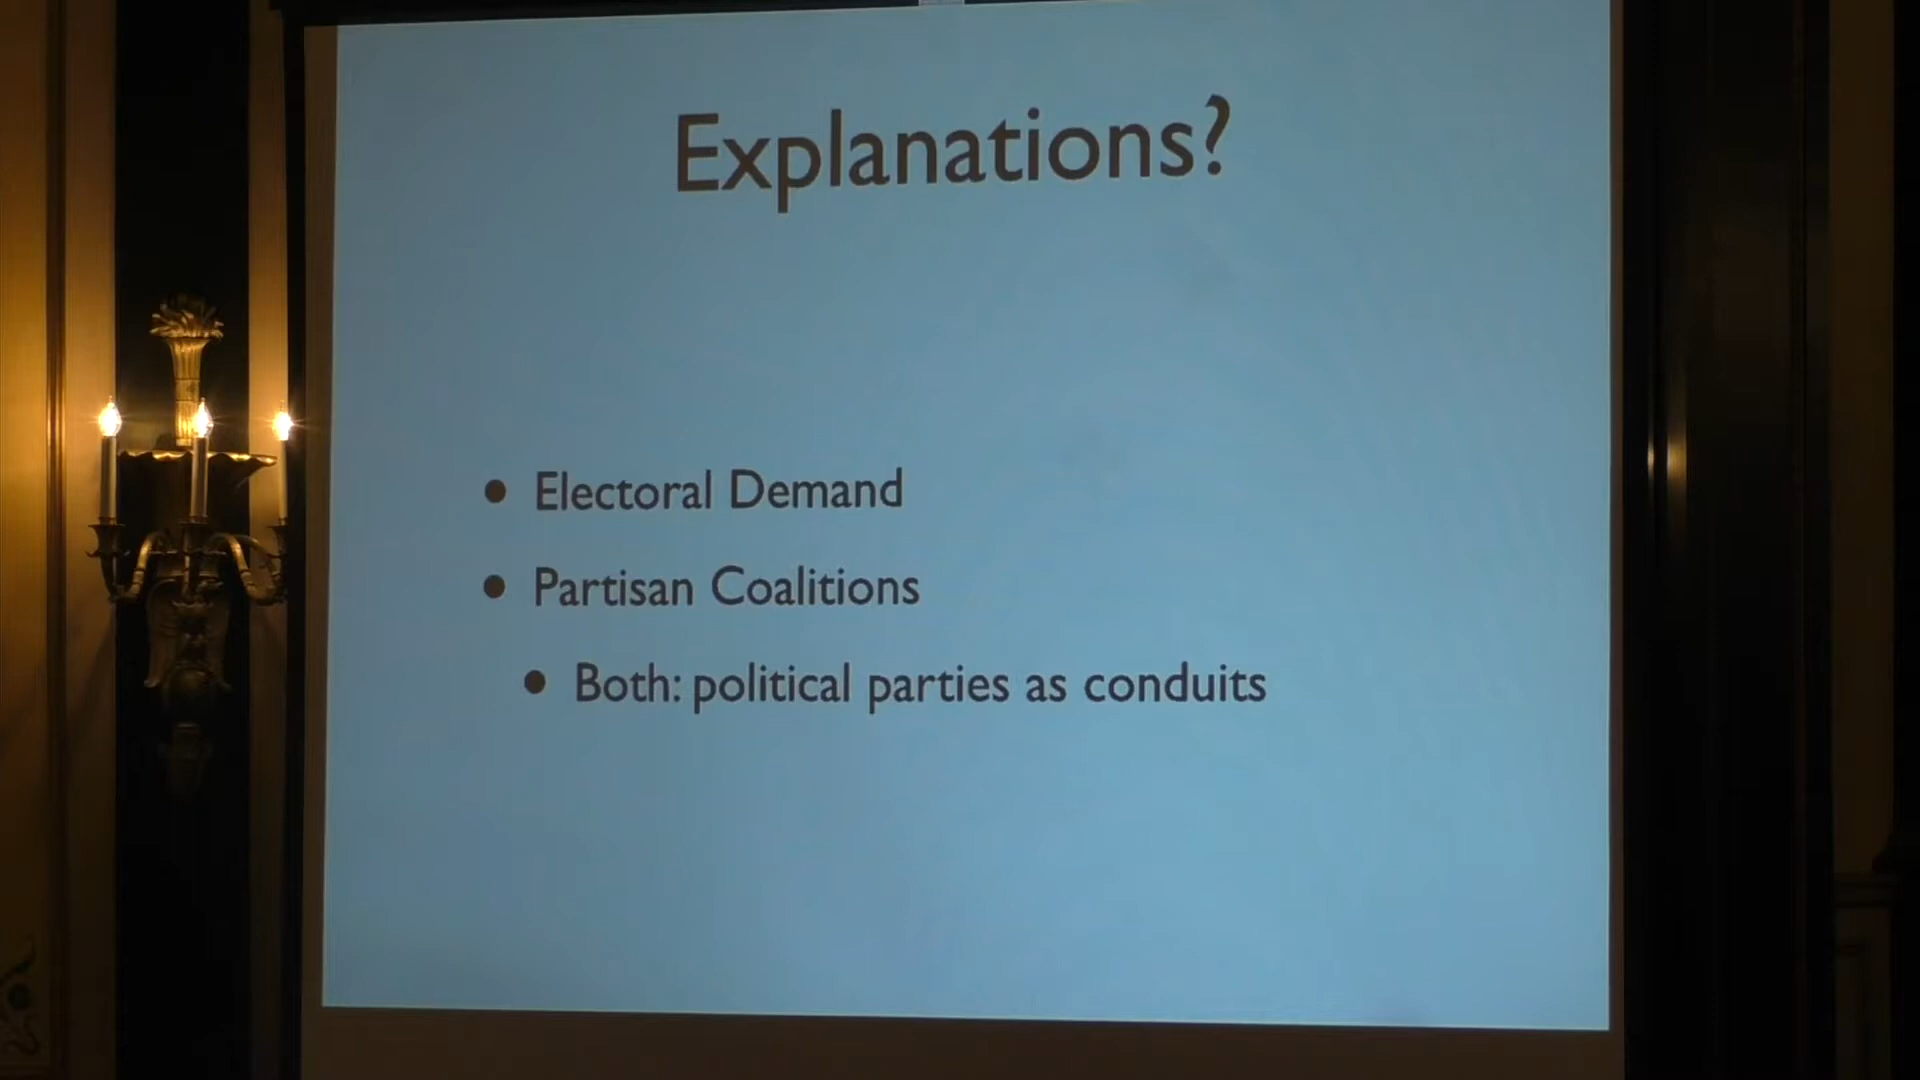 Explanations?
• Electoral Demand
• Partisan Coalitions
• Both: political parties as conduits